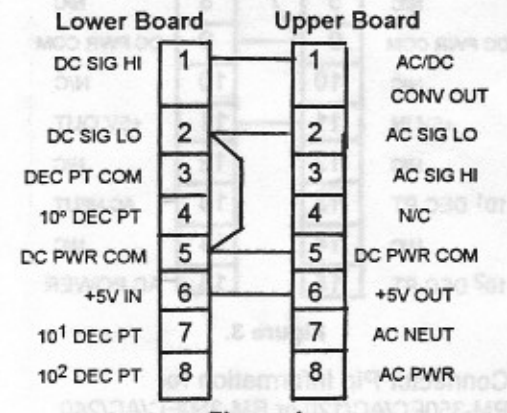 Lower Board Upper Board
DC SIG HI 1 1 AC/DC
CONV OUT
DC SIG LO 2 2 AC SIG LO
DEC PT COM 3 3 AC SIG HI
10⁰ DEC PT 4 4 N/C
DC PWR COM 5 5 DC PWR COM
+5V IN 6 6 +5V OUT
10¹ DEC PT 7 7 AC NEUT
10² DEC PT 8 8 AC PWR